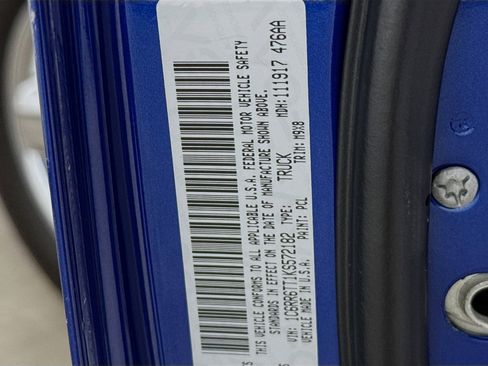 MDH: 111917 476AA
THIS VEHICLE CONFORMS TO ALL APPLICABLE U.S.A. FEDERAL MOTOR VEHICLE SAFETY
STANDARDS IN EFFECT ON THE DATE OF MANUFACTURE SHOWN ABOVE.
VIN: 1C6RR6TT1KS572182 TYPE: TRUCK
PAINT: PCL TRIM: M9X8
VEHICLE MADE IN U.S.A.